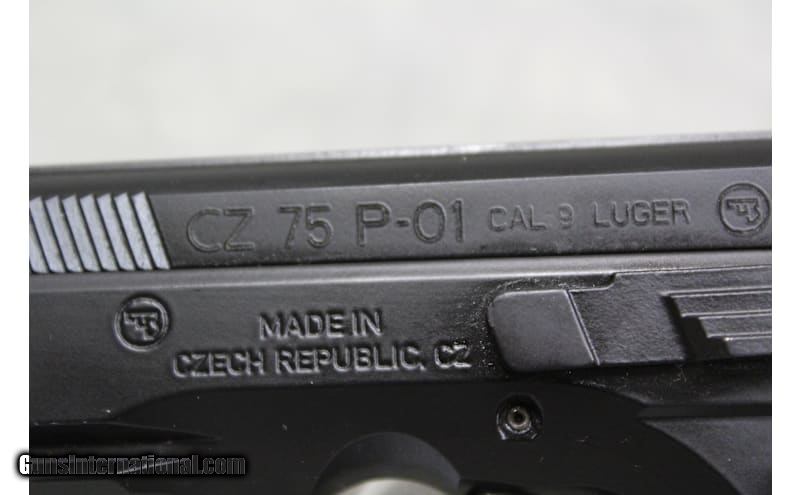 CZ 75 P-01 CAL 9 LUGER
MADE IN
CZECH REPUBLIC, CZ
GunsInternational.com